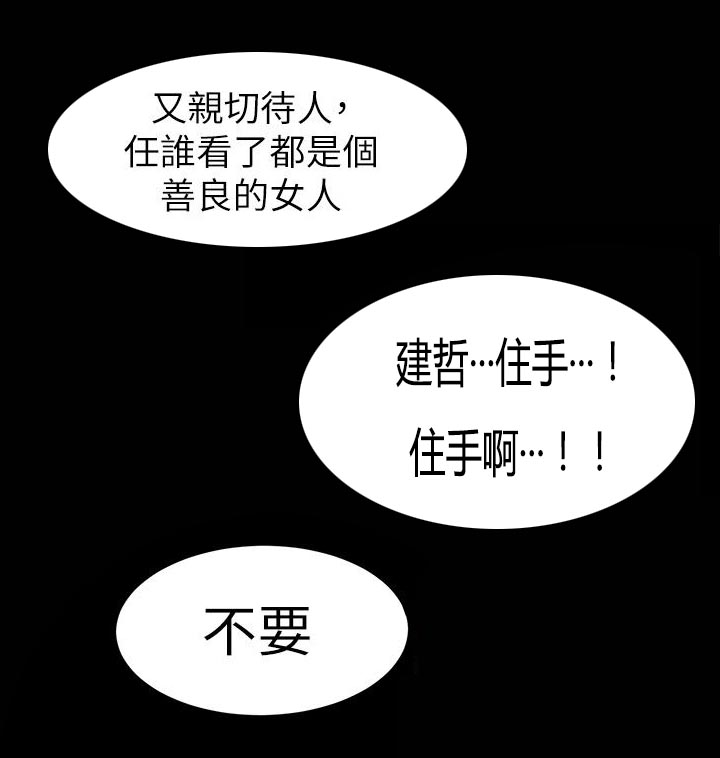 又親切待人，
任誰看了都是個
善良的女人
建哲…住手…！
住手啊…！！
不要